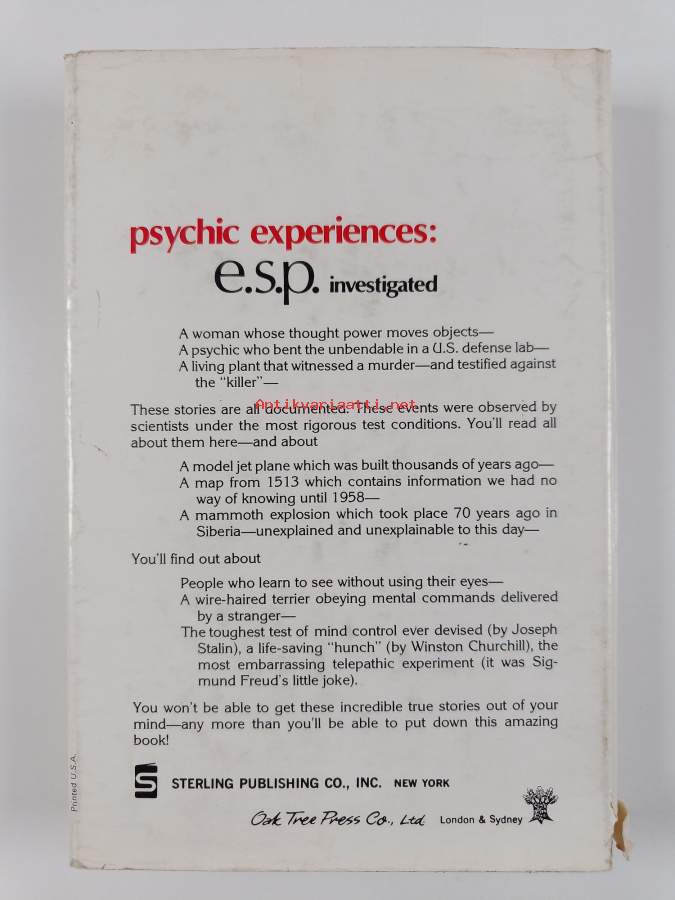 psychic experiences:
e.s.p. investigated
A woman whose thought power moves objects—
A psychic who bent the unbendable in a U.S. defense lab—
A living plant that witnessed a murder—and testified against
the “killer”—
Antikvariaatti.net
These stories are all documented. These events were observed by
scientists under the most rigorous test conditions. You'll read all
about them here—and about
A model jet plane which was built thousands of years ago—
A map from 1513 which contains information we had no
way of knowing until 1958—
A mammoth explosion which took place 70 years ago in
Siberia—unexplained and unexplainable to this day—
You'll find out about
People who learn to see without using their eyes—
A wire-haired terrier obeying mental commands delivered
by a stranger—
The toughest test of mind control ever devised (by Joseph
Stalin), a life-saving “hunch” (by Winston Churchill), the
most embarrassing telepathic experiment (it was Sig-
mund Freud's little joke).
You won't be able to get these incredible true stories out of your
mind—any more than you'll be able to put down this amazing
book!
Printed U.S.A.
S STERLING PUBLISHING CO., INC. NEW YORK
Oak Tree Press Co., Ltd. London & Sydney